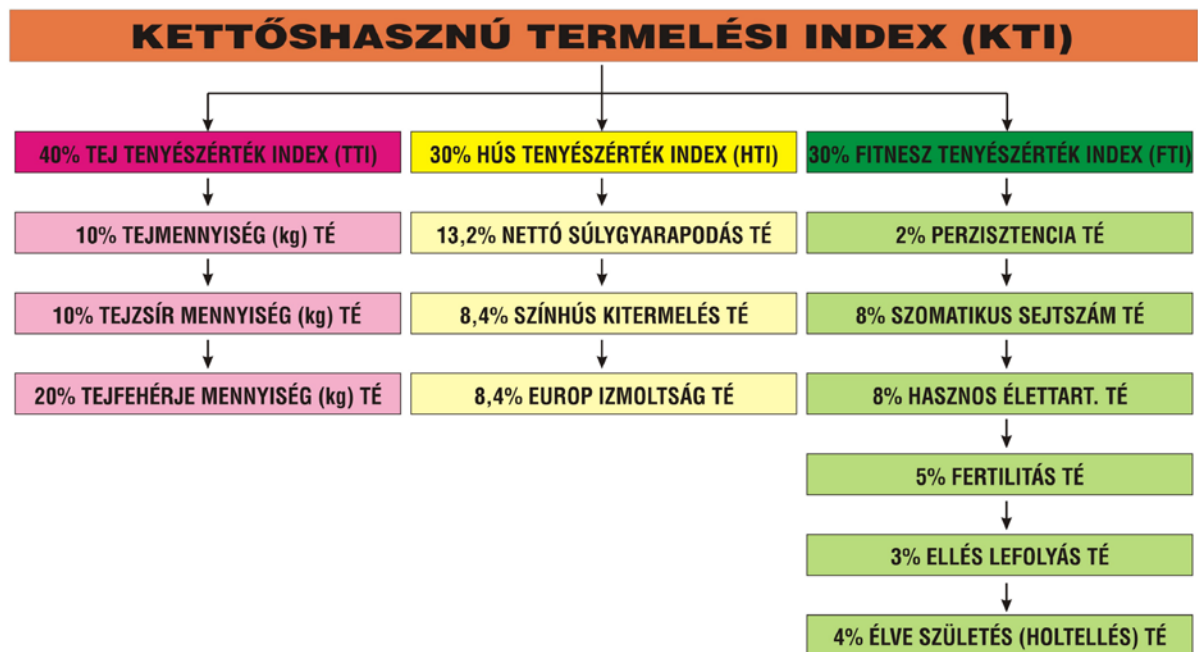 KETTŐSHASZNÚ TERMELÉSI INDEX (KTI)
40% TEJ TENYÉSZÉRTÉK INDEX (TTI)
10% TEJMENNYISÉG (kg) TÉ
10% TEJZSÍR MENNYISÉG (kg) TÉ
20% TEJFEHÉRJE MENNYISÉG (kg) TÉ
30% HÚS TENYÉSZÉRTÉK INDEX (HTI)
13,2% NETTÓ SÚLYGYARAPODÁS TÉ
8,4% SZÍNHÚS KITERMELÉS TÉ
8,4% EUROP IZMOLTSÁG TÉ
30% FITNESZ TENYÉSZÉRTÉK INDEX (FTI)
2% PERZISZTENCIA TÉ
8% SZOMATIKUS SEJTSZÁM TÉ
8% HASZNOS ÉLETTART. TÉ
5% FERTILITÁS TÉ
3% ELLÉS LEFOLYÁS TÉ
4% ÉLVE SZÜLETÉS (HOLTELLÉS) TÉ